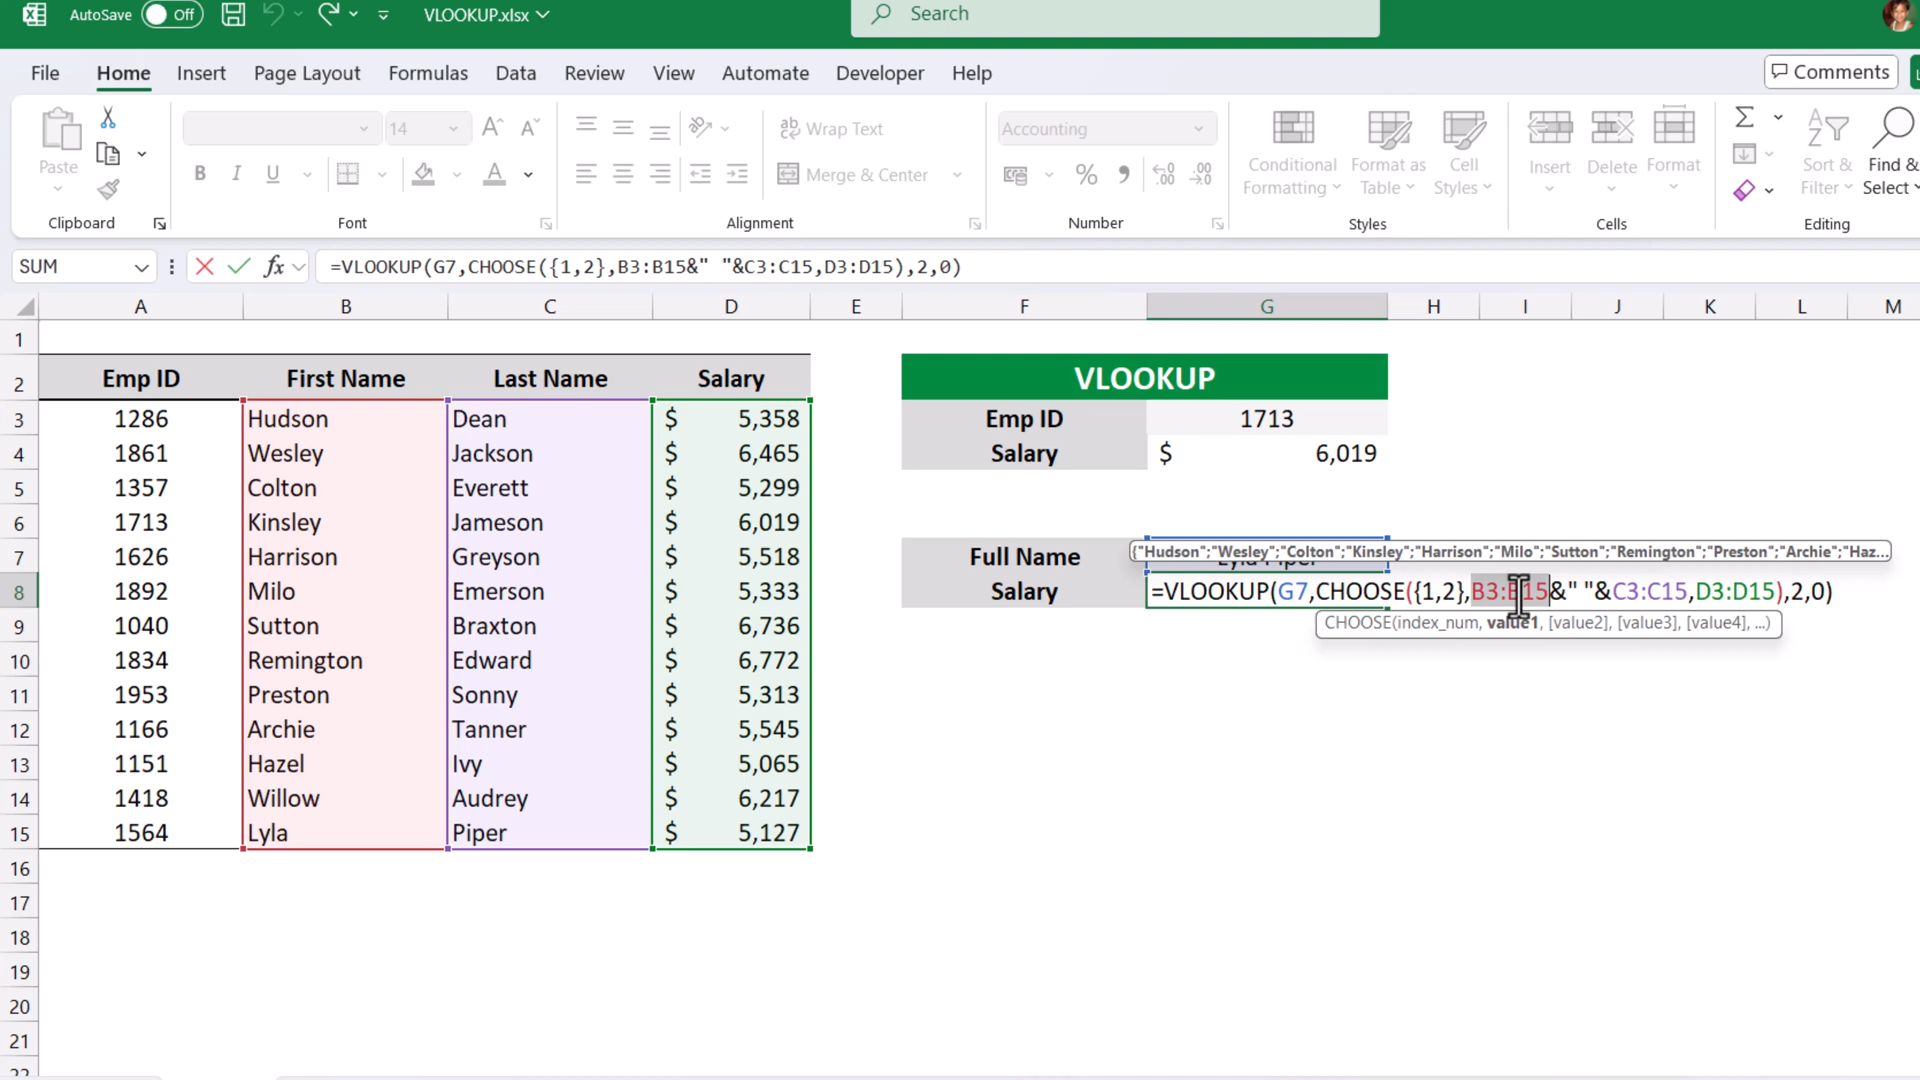 AutoSave Off VLOOKUP.xlsx Search
File Home Insert Page Layout Formulas Data Review View Automate Developer Help Comments
Paste 14 B I U A ab Wrap Text Merge & Center Accounting % Conditional Formatting Format as Table Cell Styles Insert Delete Format Sort & Filter Find & Select
Clipboard Font Alignment Number Styles Cells Editing
SUM fx =VLOOKUP(G7,CHOOSE({1,2},B3:B15&" "&C3:C15,D3:D15),2,0)
A B C D E F G H I J K L M
1
2 Emp ID First Name Last Name Salary VLOOKUP
3 1286 Hudson Dean $ 5,358 Emp ID 1713
4 1861 Wesley Jackson $ 6,465 Salary $ 6,019
5 1357 Colton Everett $ 5,299
6 1713 Kinsley Jameson $ 6,019
{"Hudson";"Wesley";"Colton";"Kinsley";"Harrison";"Milo";"Sutton";"Remington";"Preston";"Archie";"Haz...
7 1626 Harrison Greyson $ 5,518 Full Name Lyla Piper
8 1892 Milo Emerson $ 5,333 Salary =VLOOKUP(G7,CHOOSE({1,2},B3:B15&" "&C3:C15,D3:D15),2,0)
CHOOSE(index_num, value1, [value2], [value3], [value4], ...)
9 1040 Sutton Braxton $ 6,736
10 1834 Remington Edward $ 6,772
11 1953 Preston Sonny $ 5,313
12 1166 Archie Tanner $ 5,545
13 1151 Hazel Ivy $ 5,065
14 1418 Willow Audrey $ 6,217
15 1564 Lyla Piper $ 5,127
16
17
18
19
20
21
22